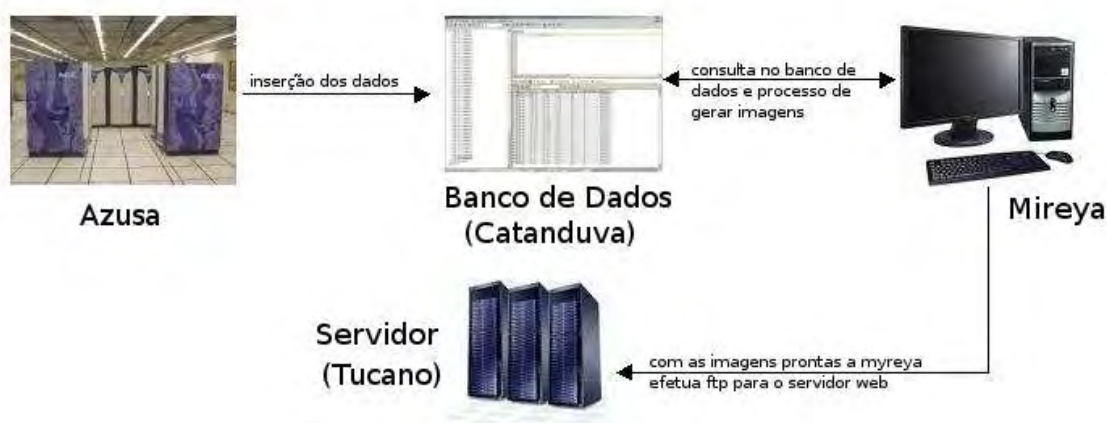 inserção dos dados
consulta no banco de
dados e processo de
gerar imagens
Azusa
Banco de Dados
(Catanduva)
Mireya
Servidor
(Tucano)
com as imagens prontas a myreya
efetua ftp para o servidor web